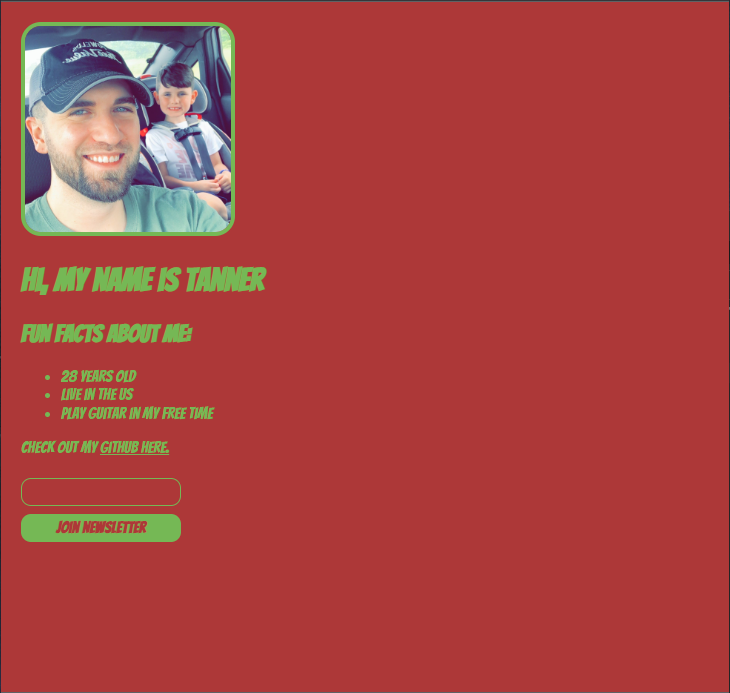 HI, MY NAME IS TANNER
FUN FACTS ABOUT ME:
28 YEARS OLD
LIVE IN THE US
PLAY GUITAR IN MY FREE TIME
CHECK OUT MY GITHUB HERE.
JOIN NEWSLETTER